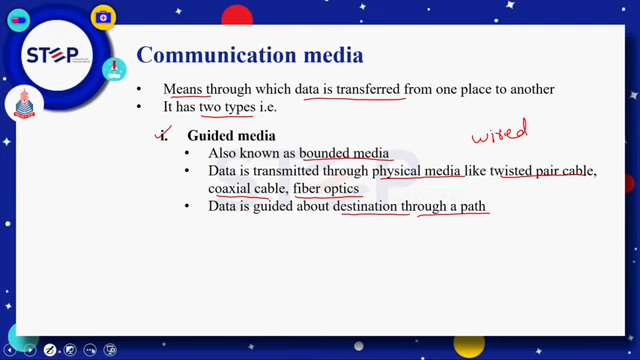 STEP
Communication media
• Means through which data is transferred from one place to another
• It has two types i.e.
i. Guided media
wired
• Also known as bounded media
• Data is transmitted through physical media like twisted pair cable,
coaxial cable, fiber optics
• Data is guided about destination through a path
STEP
STEP